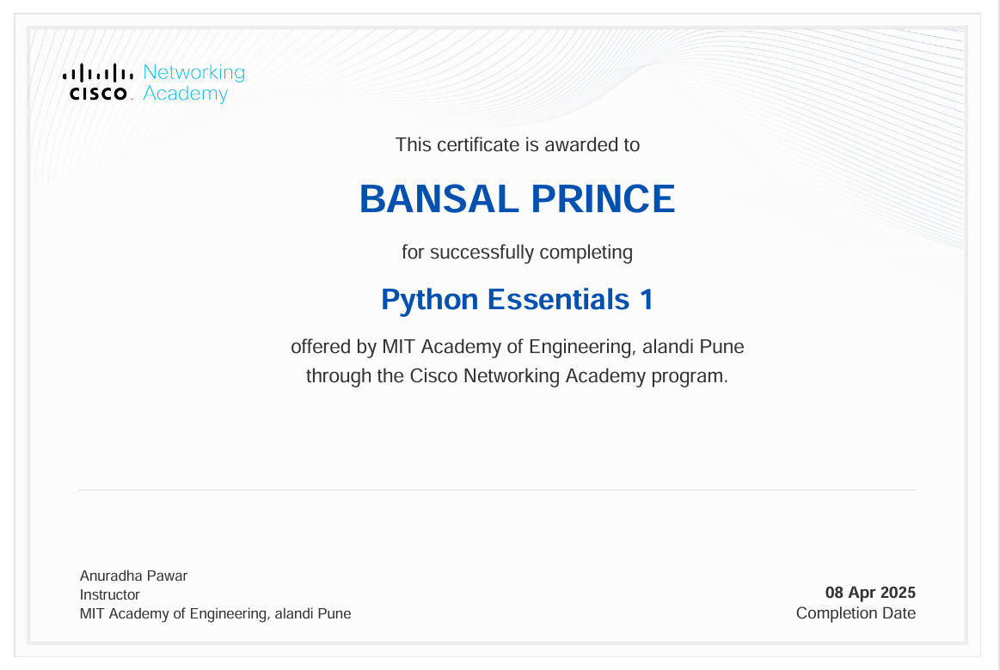 Networking
CISCO Academy
This certificate is awarded to
BANSAL PRINCE
for successfully completing
Python Essentials 1
offered by MIT Academy of Engineering, alandi Pune
through the Cisco Networking Academy program.
Anuradha Pawar
Instructor
MIT Academy of Engineering, alandi Pune
08 Apr 2025
Completion Date